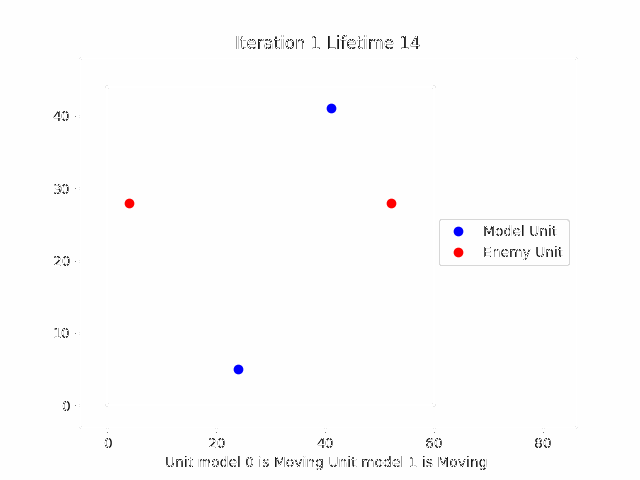 Iteration 1 Lifetime 14
40
30
20
10
0
Model Unit
Enemy Unit
0 20 40 60 80
Unit model 0 is Moving Unit model 1 is Moving